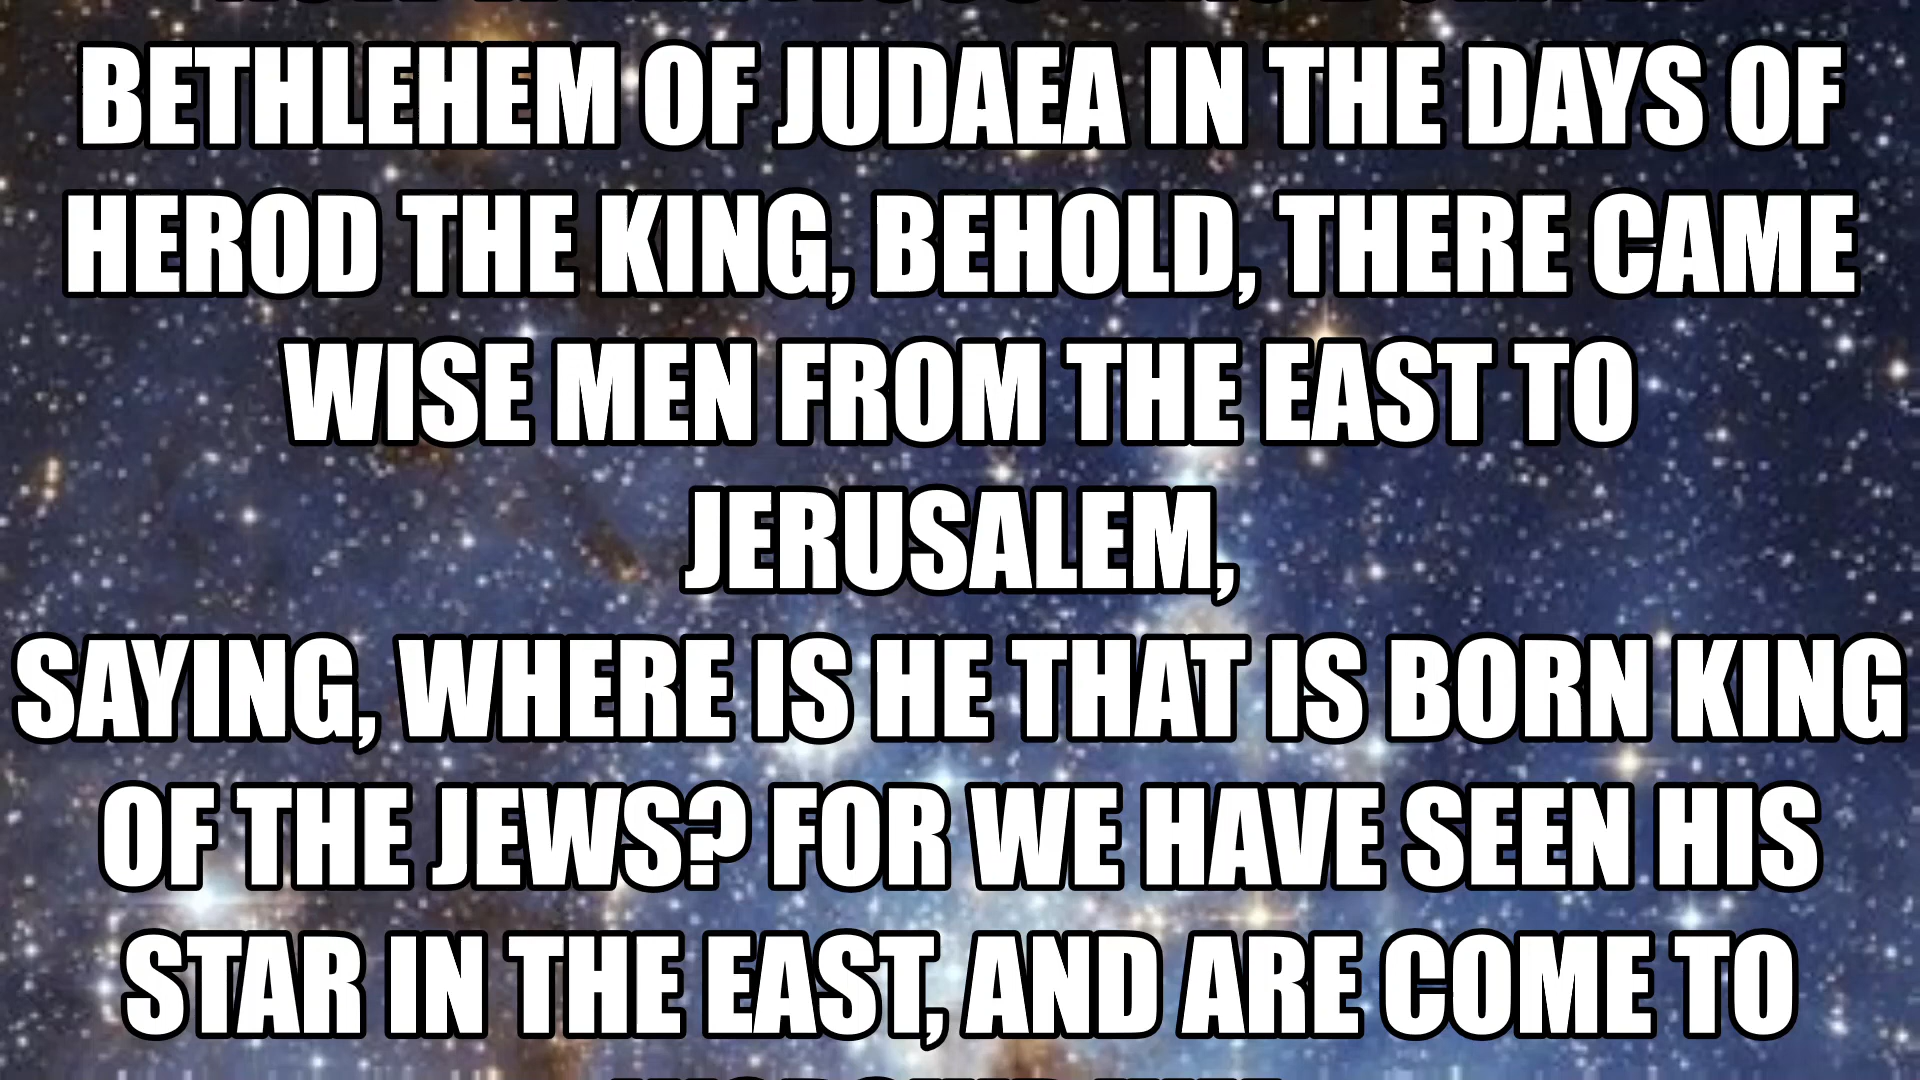 BETHLEHEM OF JUDAEA IN THE DAYS OF
HEROD THE KING, BEHOLD, THERE CAME
WISE MEN FROM THE EAST TO
JERUSALEM,
SAYING, WHERE IS HE THAT IS BORN KING
OF THE JEWS? FOR WE HAVE SEEN HIS
STAR IN THE EAST, AND ARE COME TO